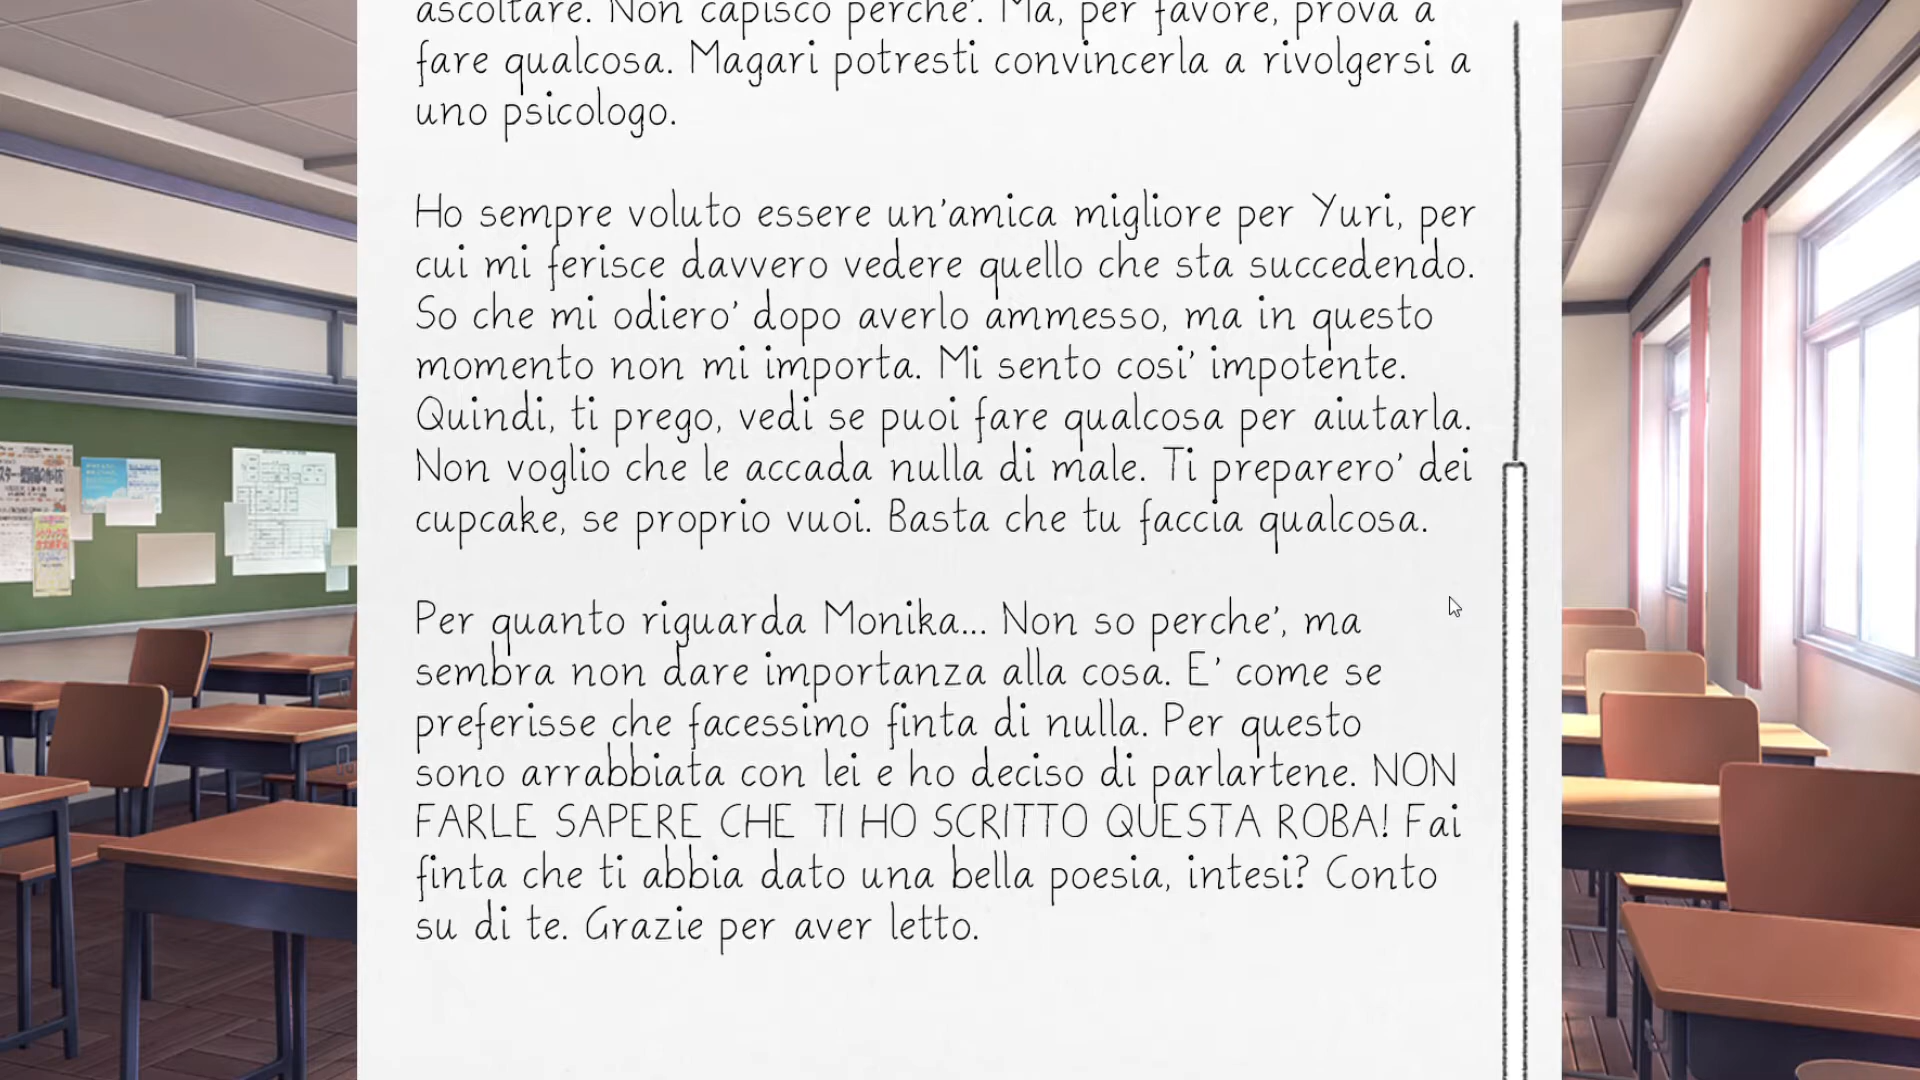 ascoltare. Non capisco perche'. Ma, per favore, prova a
fare qualcosa. Magari potresti convincerla a rivolgersi a
uno psicologo.
Ho sempre voluto essere un'amica migliore per Yuri, per
cui mi ferisce davvero vedere quello che sta succedendo.
So che mi odiero' dopo averlo ammesso, ma in questo
momento non mi importa. Mi sento cosi' impotente.
Quindi, ti prego, vedi se puoi fare qualcosa per aiutarla.
Non voglio che le accada nulla di male. Ti preparero' dei
cupcake, se proprio vuoi. Basta che tu faccia qualcosa.
Per quanto riguarda Monika... Non so perche', ma
sembra non dare importanza alla cosa. E' come se
preferisse che facessimo finta di nulla. Per questo
sono arrabbiata con lei e ho deciso di parlartene. NON
FARLE SAPERE CHE TI HO SCRITTO QUESTA ROBA! Fai
finta che ti abbia dato una bella poesia, intesi? Conto
su di te. Grazie per aver letto.